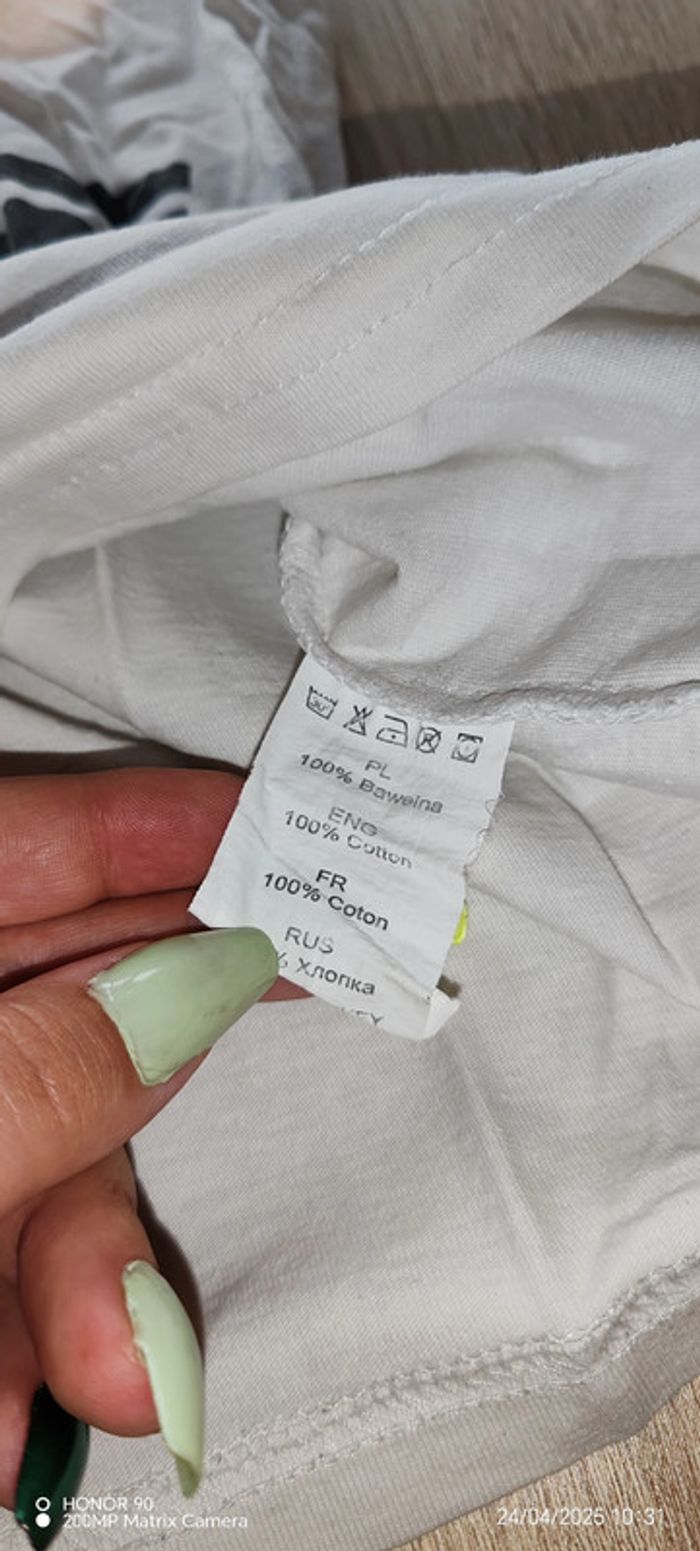 30°
PL
100% Bawełna
ENG
100% Cotton
FR
100% Coton
RUS
% Хлопка
HONOR 90
200MP Matrix Camera
24/04/2025 10:31